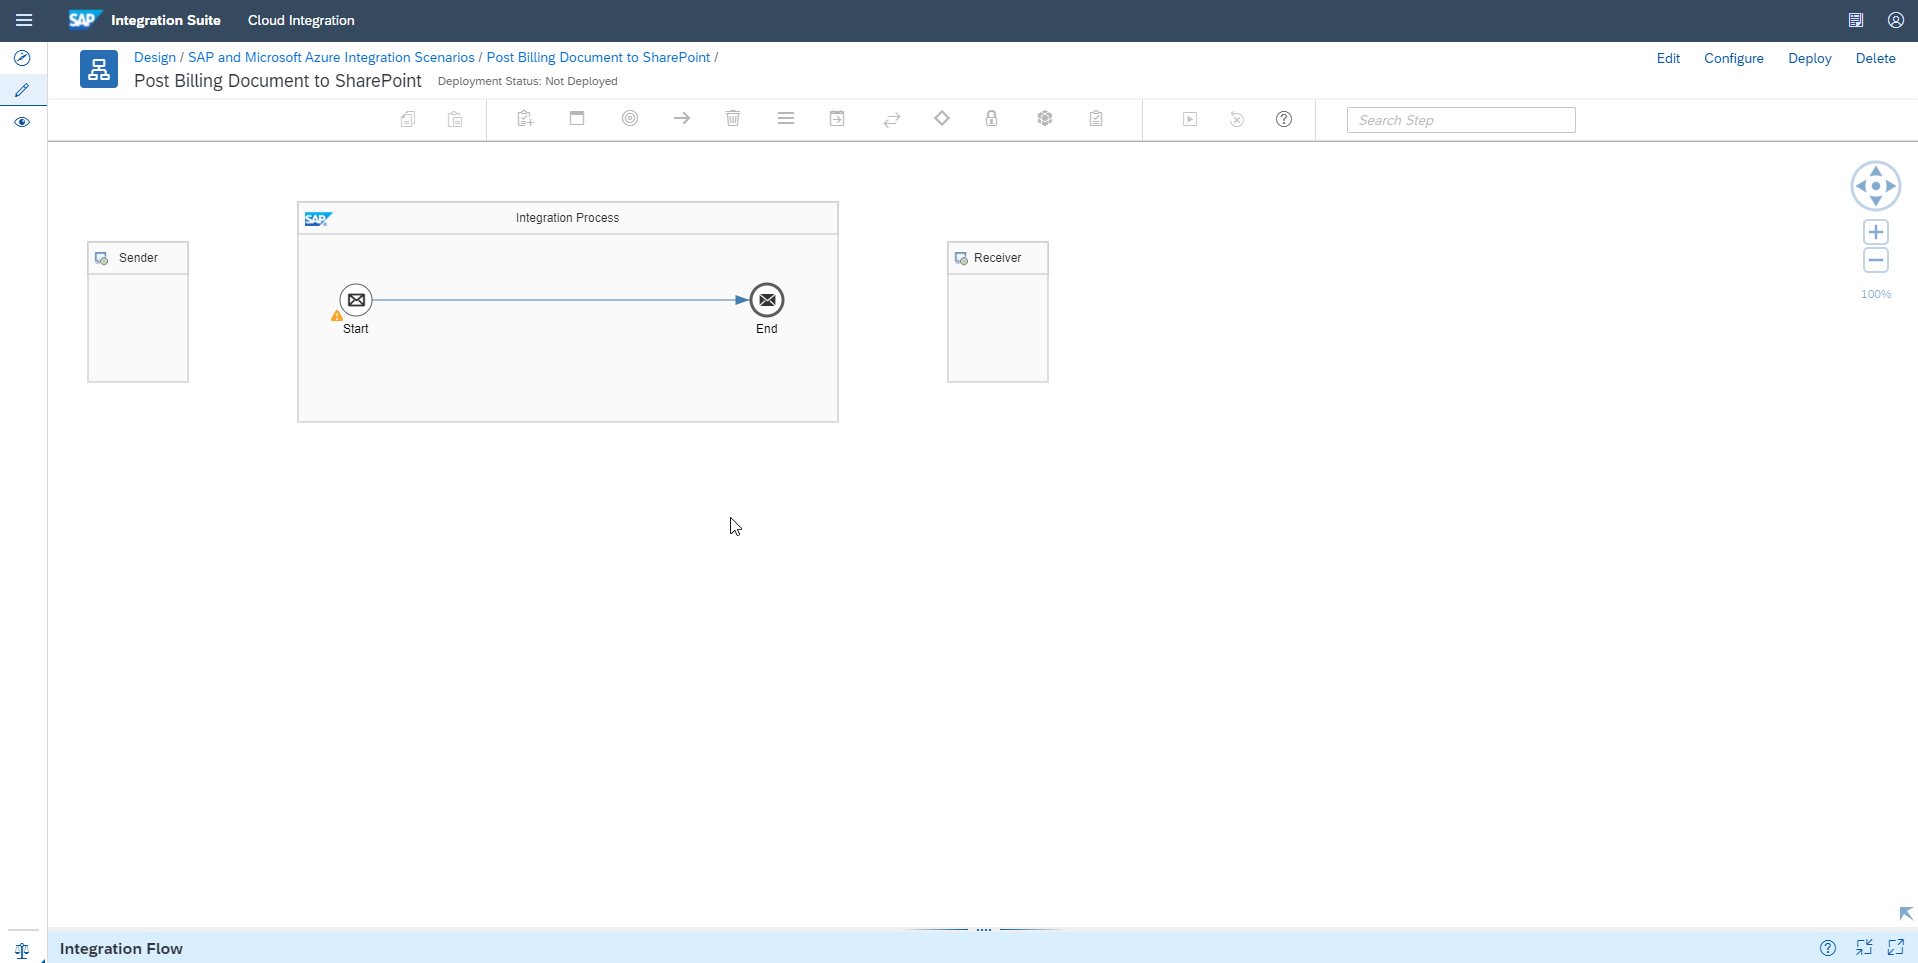 SAP Integration Suite Cloud Integration
Design / SAP and Microsoft Azure Integration Scenarios / Post Billing Document to SharePoint /
Edit Configure Deploy Delete
Post Billing Document to SharePoint Deployment Status: Not Deployed
Search Step
SAP Integration Process
Sender
Receiver
Start
End
100%
Integration Flow